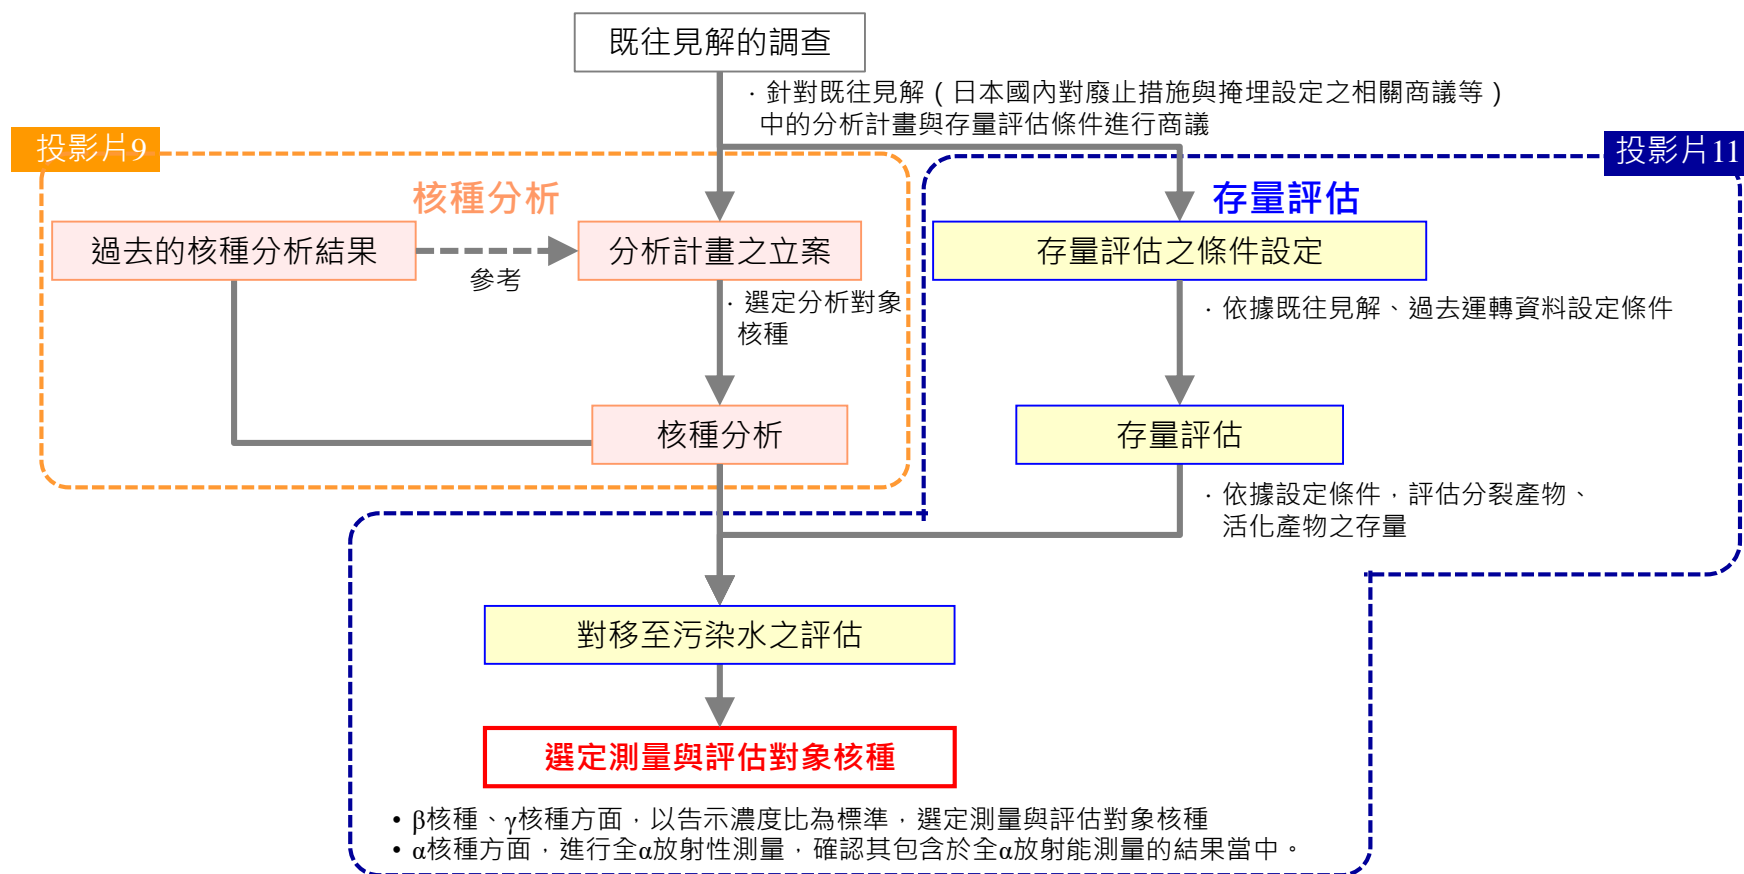 既往見解的調查
· 針對既往見解（日本國內對廢止措施與掩埋設定之相關商議等）
中的分析計畫與存量評估條件進行商議
投影片9
投影片11
核種分析
存量評估
過去的核種分析結果
參考
分析計畫之立案
存量評估之條件設定
· 選定分析對象
核種
· 依據既往見解、過去運轉資料設定條件
核種分析
存量評估
· 依據設定條件，評估分裂產物、
活化產物之存量
對移至污染水之評估
選定測量與評估對象核種
• β核種、γ核種方面，以告示濃度比為標準，選定測量與評估對象核種
• α核種方面，進行全α放射性測量，確認其包含於全α放射能測量的結果當中。